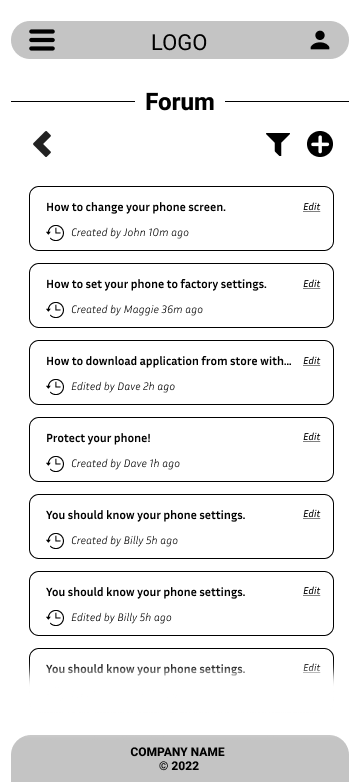 LOGO
Forum
How to change your phone screen. Edit
Created by John 10m ago
How to set your phone to factory settings. Edit
Created by Maggie 36m ago
How to download application from store with... Edit
Edited by Dave 2h ago
Protect your phone! Edit
Created by Dave 1h ago
You should know your phone settings. Edit
Created by Billy 5h ago
You should know your phone settings. Edit
Edited by Billy 5h ago
You should know your phone settings. Edit
COMPANY NAME
© 2022